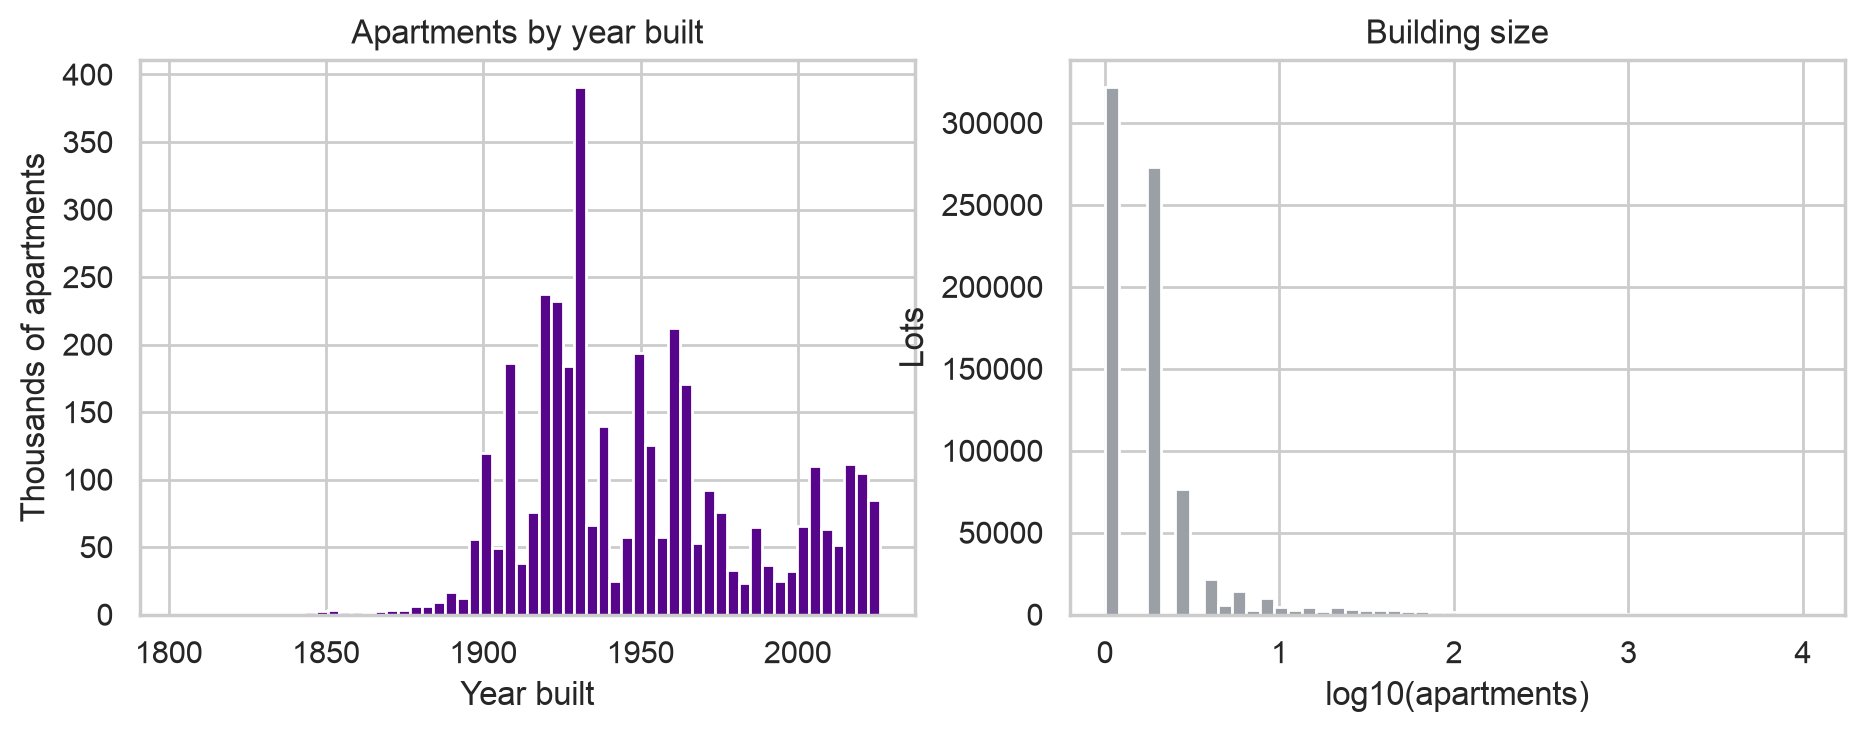 Apartments by year built
400
350
300
250
200
150
100
50
0
Thousands of apartments
1800 1850 1900 1950 2000
Year built
Building size
300000
250000
200000
150000
100000
50000
0
Lots
0 1 2 3 4
log10(apartments)